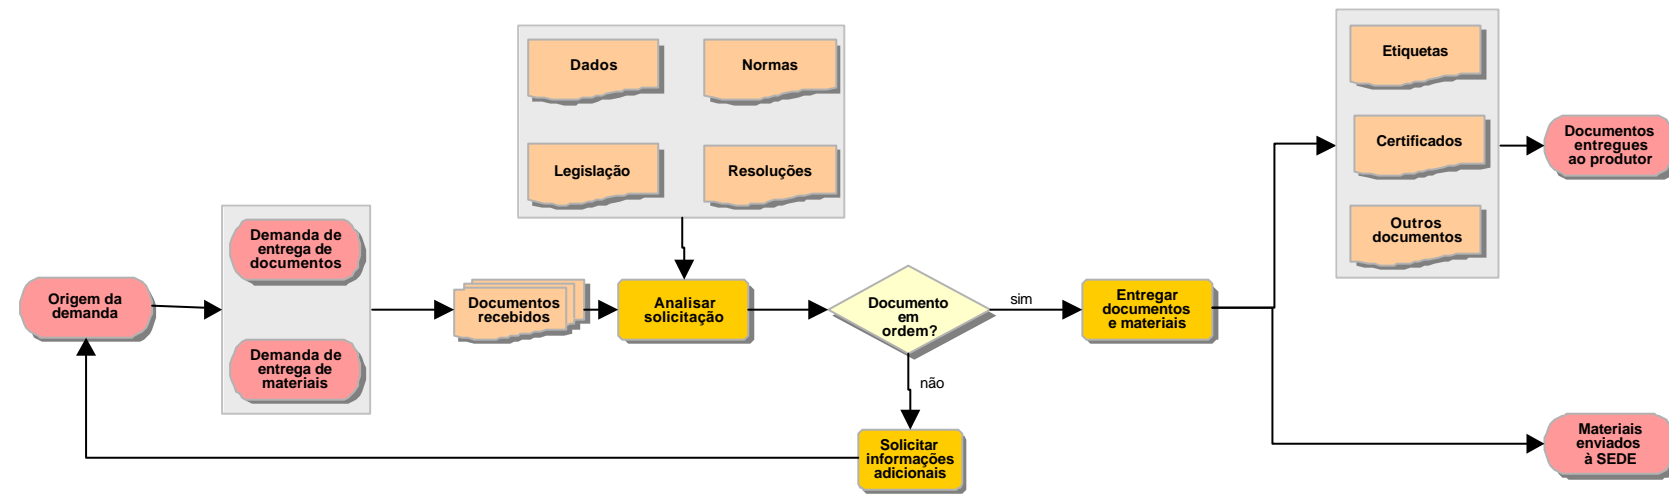 Dados
Normas
Legislação
Resoluções
Etiquetas
Certificados
Outros
documentos
Documentos
entregues
ao produtor
Demanda de
entrega de
documentos
Origem da
demanda
Demanda de
entrega de
materiais
Documentos
recebidos
Analisar
solicitação
Documento
em
ordem?
sim
não
Entregar
documentos
e materiais
Solicitar
informações
adicionais
Materiais
enviados
à SEDE